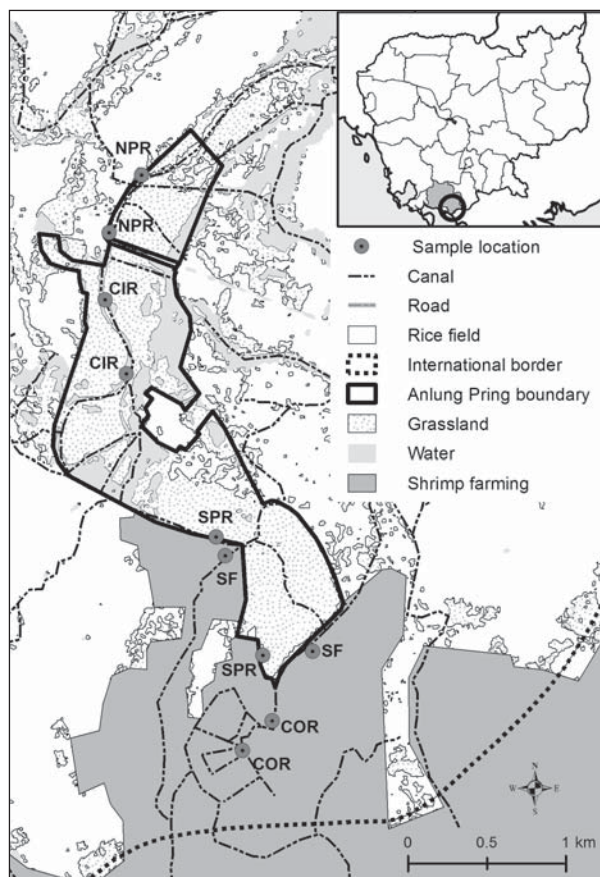 NPR
NPR
CIR
CIR
SPR
SF
SPR
SF
COR
COR
Sample location
Canal
Road
Rice field
International border
Anlung Pring boundary
Grassland
Water
Shrimp farming
N
W E
S
0 0.5 1 km